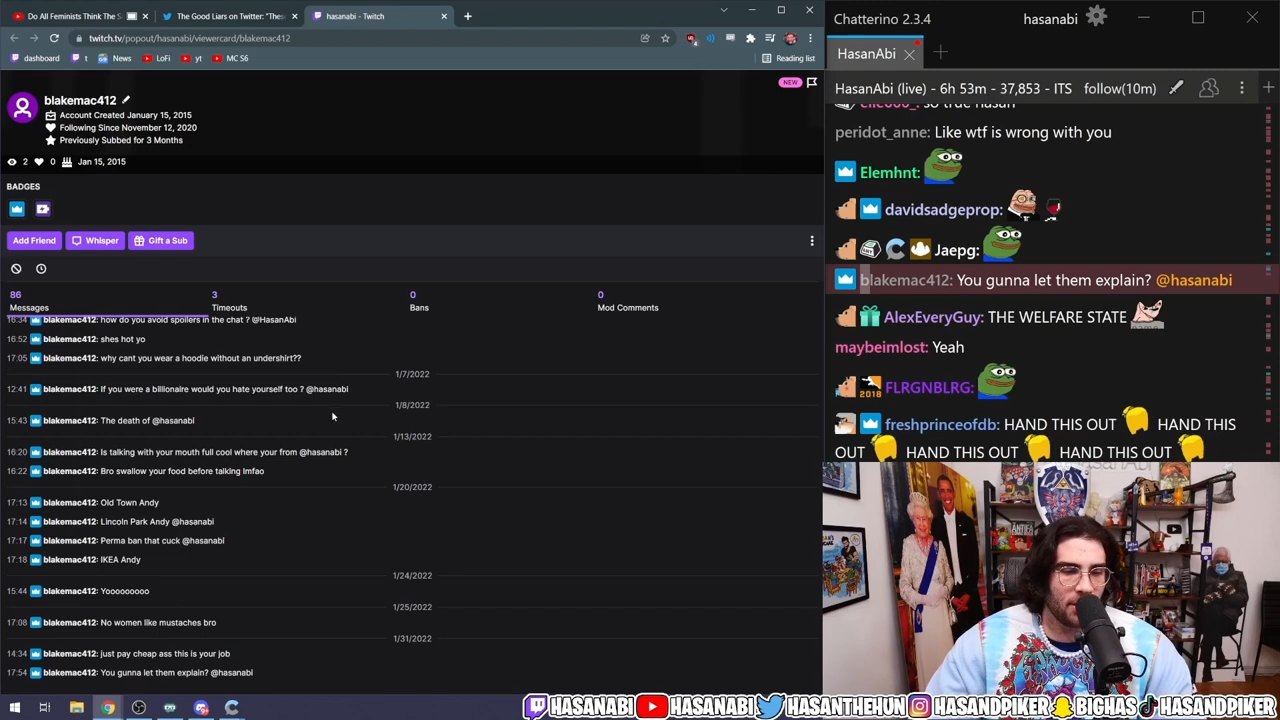 Do All Feminists Think The S
The Good Liars on Twitter: "Thes
hasanabi - Twitch
twitch.tv/popout/hasanabi/viewercard/blakemac412
dashboard
t
News
LoFi
yt
MC S6
Reading list
NEW
blakemac412
Account Created January 15, 2015
Following Since November 12, 2020
Previously Subbed for 3 Months
2 0 Jan 15, 2015
BADGES
Add Friend
Whisper
Gift a Sub
86
Messages
3
Timeouts
0
Bans
0
Mod Comments
16:34 blakemac412: how do you avoid spoilers in the chat ? @HasanAbi
16:52 blakemac412: shes hot yo
17:05 blakemac412: why cant you wear a hoodie without an undershirt??
1/7/2022
12:41 blakemac412: If you were a billionaire would you hate yourself too ? @hasanabi
1/8/2022
15:43 blakemac412: The death of @hasanabi
1/13/2022
16:20 blakemac412: Is talking with your mouth full cool where your from @hasanabi ?
16:22 blakemac412: Bro swallow your food before talking lmfao
1/20/2022
17:13 blakemac412: Old Town Andy
17:14 blakemac412: Lincoln Park Andy @hasanabi
17:17 blakemac412: Perma ban that cuck @hasanabi
17:18 blakemac412: IKEA Andy
1/24/2022
15:44 blakemac412: Yooooooooo
1/25/2022
17:08 blakemac412: No women like mustaches bro
1/31/2022
14:34 blakemac412: just pay cheap ass this is your job
17:54 blakemac412: You gunna let them explain? @hasanabi
Chatterino 2.3.4
hasanabi
HasanAbi
HasanAbi (live) - 6h 53m - 37,853 - ITS
follow(10m)
so true hasan
peridot_anne: Like wtf is wrong with you
Elemhnt:
davidsadgeprop:
Jaepg:
blakemac412: You gunna let them explain? @hasanabi
AlexEveryGuy: THE WELFARE STATE
maybeimlost: Yeah
2018 FLRGNBLRG:
freshprinceofdb: HAND THIS OUT HAND THIS
OUT HAND THIS OUT HAND THIS OUT
HASANABI
HASANABI
HASANTHEHUN
HASANDPIKER
BIGHAS
HASANDPIKER